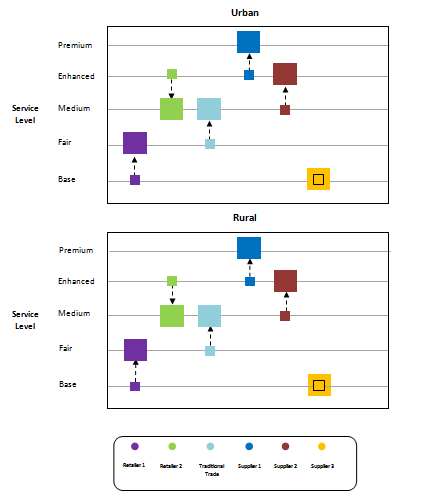 Urban
Premium
Enhanced
Service
Level
Medium
Fair
Base
Rural
Premium
Enhanced
Service
Level
Medium
Fair
Base
Retailer 1
Retailer 2
Traditional
Trade
Supplier 1
Supplier 2
Supplier 3